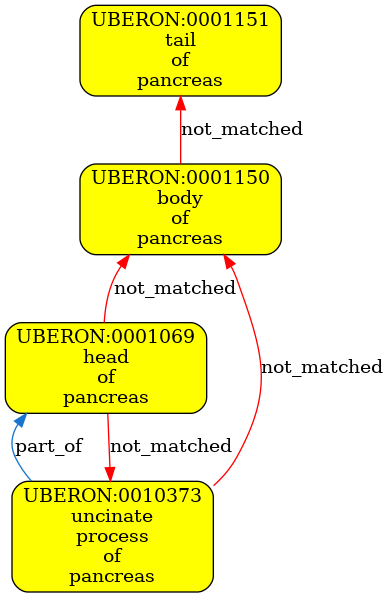 UBERON:0001151
tail
of
pancreas
not_matched
UBERON:0001150
body
of
pancreas
not_matched
not_matched
UBERON:0001069
head
of
pancreas
part_of
not_matched
UBERON:0010373
uncinate
process
of
pancreas